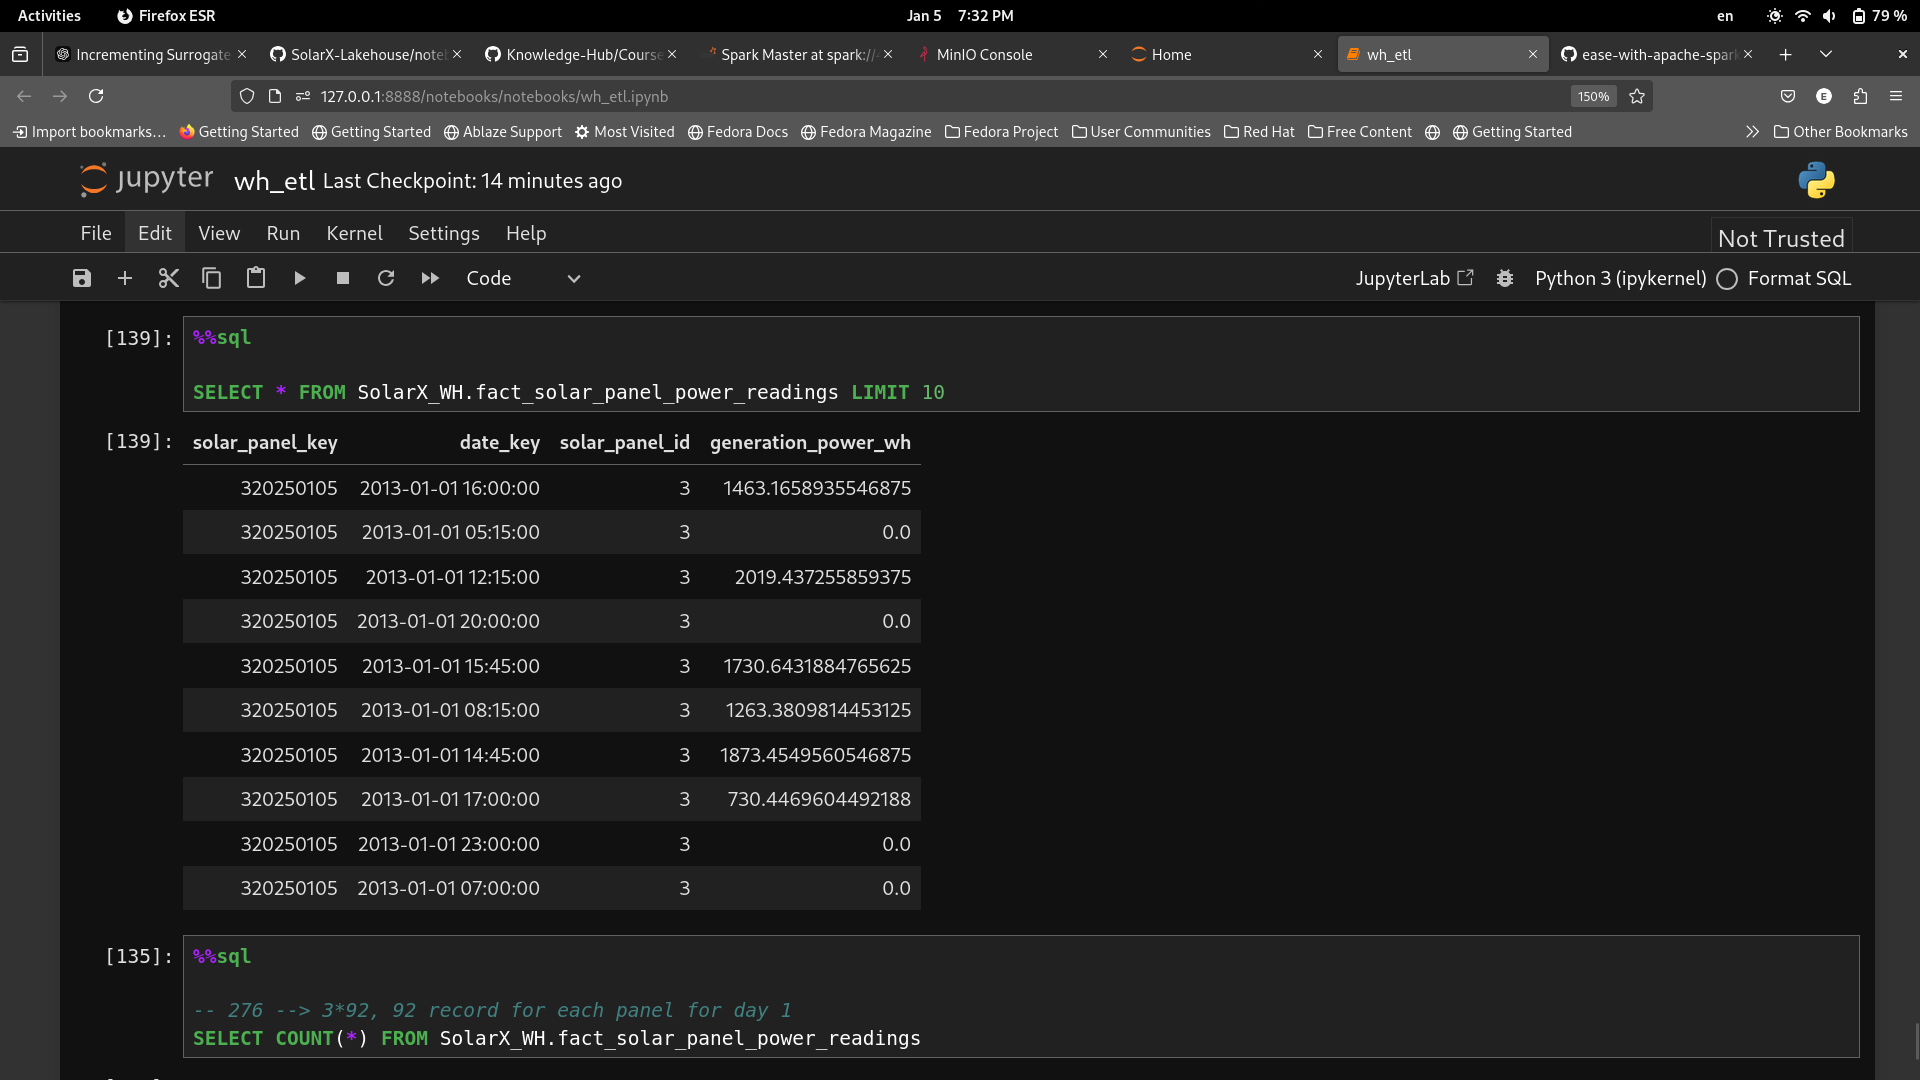 Activities Firefox ESR Jan 5 7:32 PM en 79 %
Incrementing Surrogate SolarX-Lakehouse/note Knowledge-Hub/Course Spark Master at spark:// MinIO Console Home wh_etl ease-with-apache-spark
127.0.0.1:8888/notebooks/notebooks/wh_etl.ipynb 150% E
Import bookmarks... Getting Started Getting Started Ablaze Support Most Visited Fedora Docs Fedora Magazine Fedora Project User Communities Red Hat Free Content Getting Started Other Bookmarks
jupyter wh_etl Last Checkpoint: 14 minutes ago
File Edit View Run Kernel Settings Help Not Trusted
Code JupyterLab Python 3 (ipykernel) Format SQL
[139]: %%sql
SELECT * FROM SolarX_WH.fact_solar_panel_power_readings LIMIT 10
[139]: solar_panel_key date_key solar_panel_id generation_power_wh
320250105 2013-01-01 16:00:00 3 1463.1658935546875
320250105 2013-01-01 05:15:00 3 0.0
320250105 2013-01-01 12:15:00 3 2019.437255859375
320250105 2013-01-01 20:00:00 3 0.0
320250105 2013-01-01 15:45:00 3 1730.6431884765625
320250105 2013-01-01 08:15:00 3 1263.3809814453125
320250105 2013-01-01 14:45:00 3 1873.4549560546875
320250105 2013-01-01 17:00:00 3 730.4469604492188
320250105 2013-01-01 23:00:00 3 0.0
320250105 2013-01-01 07:00:00 3 0.0
[135]: %%sql
-- 276 --> 3*92, 92 record for each panel for day 1
SELECT COUNT(*) FROM SolarX_WH.fact_solar_panel_power_readings